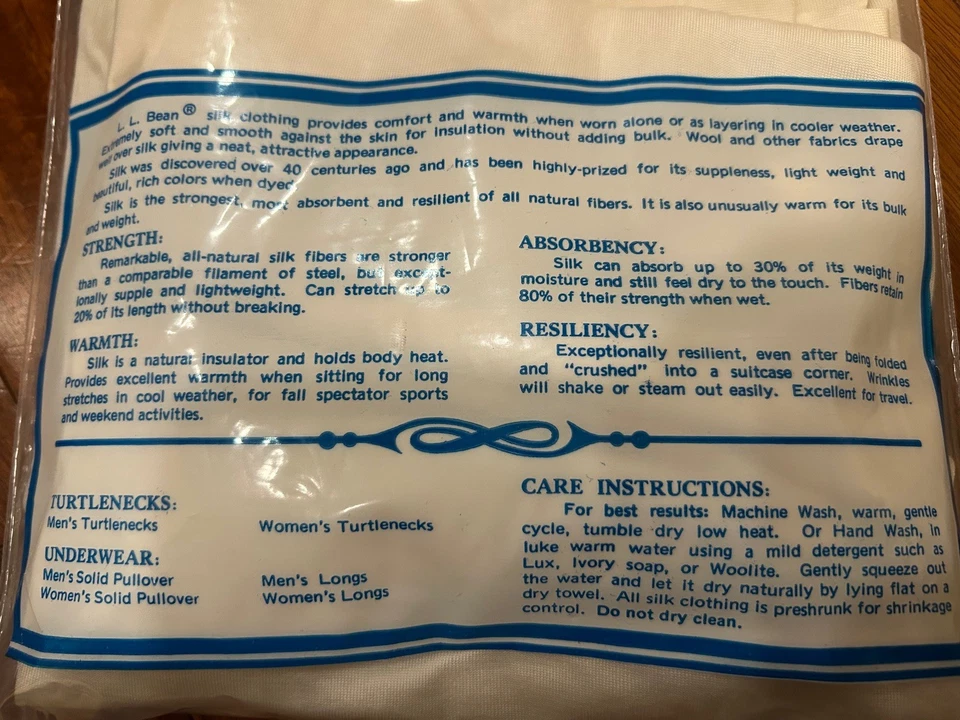 L. L. Bean® silk clothing provides comfort and warmth when worn alone or as layering in cooler weather.
Extremely soft and smooth against the skin for insulation without adding bulk. Wool and other fabrics drape
well over silk giving a neat, attractive appearance.
Silk was discovered over 40 centuries ago and has been highly-prized for its suppleness, light weight and
beautiful, rich colors when dyed.
Silk is the strongest, most absorbent and resilient of all natural fibers. It is also unusually warm for its bulk
and weight.
STRENGTH:
Remarkable, all-natural silk fibers are stronger
than a comparable filament of steel, but except-
ionally supple and lightweight. Can stretch up to
20% of its length without breaking.
WARMTH:
Silk is a natural insulator and holds body heat.
Provides excellent warmth when sitting for long
stretches in cool weather, for fall spectator sports
and weekend activities.
ABSORBENCY:
Silk can absorb up to 30% of its weight in
moisture and still feel dry to the touch. Fibers retain
80% of their strength when wet.
RESILIENCY:
Exceptionally resilient, even after being folded
and "crushed" into a suitcase corner. Wrinkles
will shake or steam out easily. Excellent for travel.
TURTLENECKS:
Men's Turtlenecks Women's Turtlenecks
UNDERWEAR:
Men's Solid Pullover Men's Longs
Women's Solid Pullover Women's Longs
CARE INSTRUCTIONS:
For best results: Machine Wash, warm, gentle
cycle, tumble dry low heat. Or Hand Wash, in
luke warm water using a mild detergent such as
Lux, Ivory soap, or Woolite. Gently squeeze out
the water and let it dry naturally by lying flat on a
dry towel. All silk clothing is preshrunk for shrinkage
control. Do not dry clean.